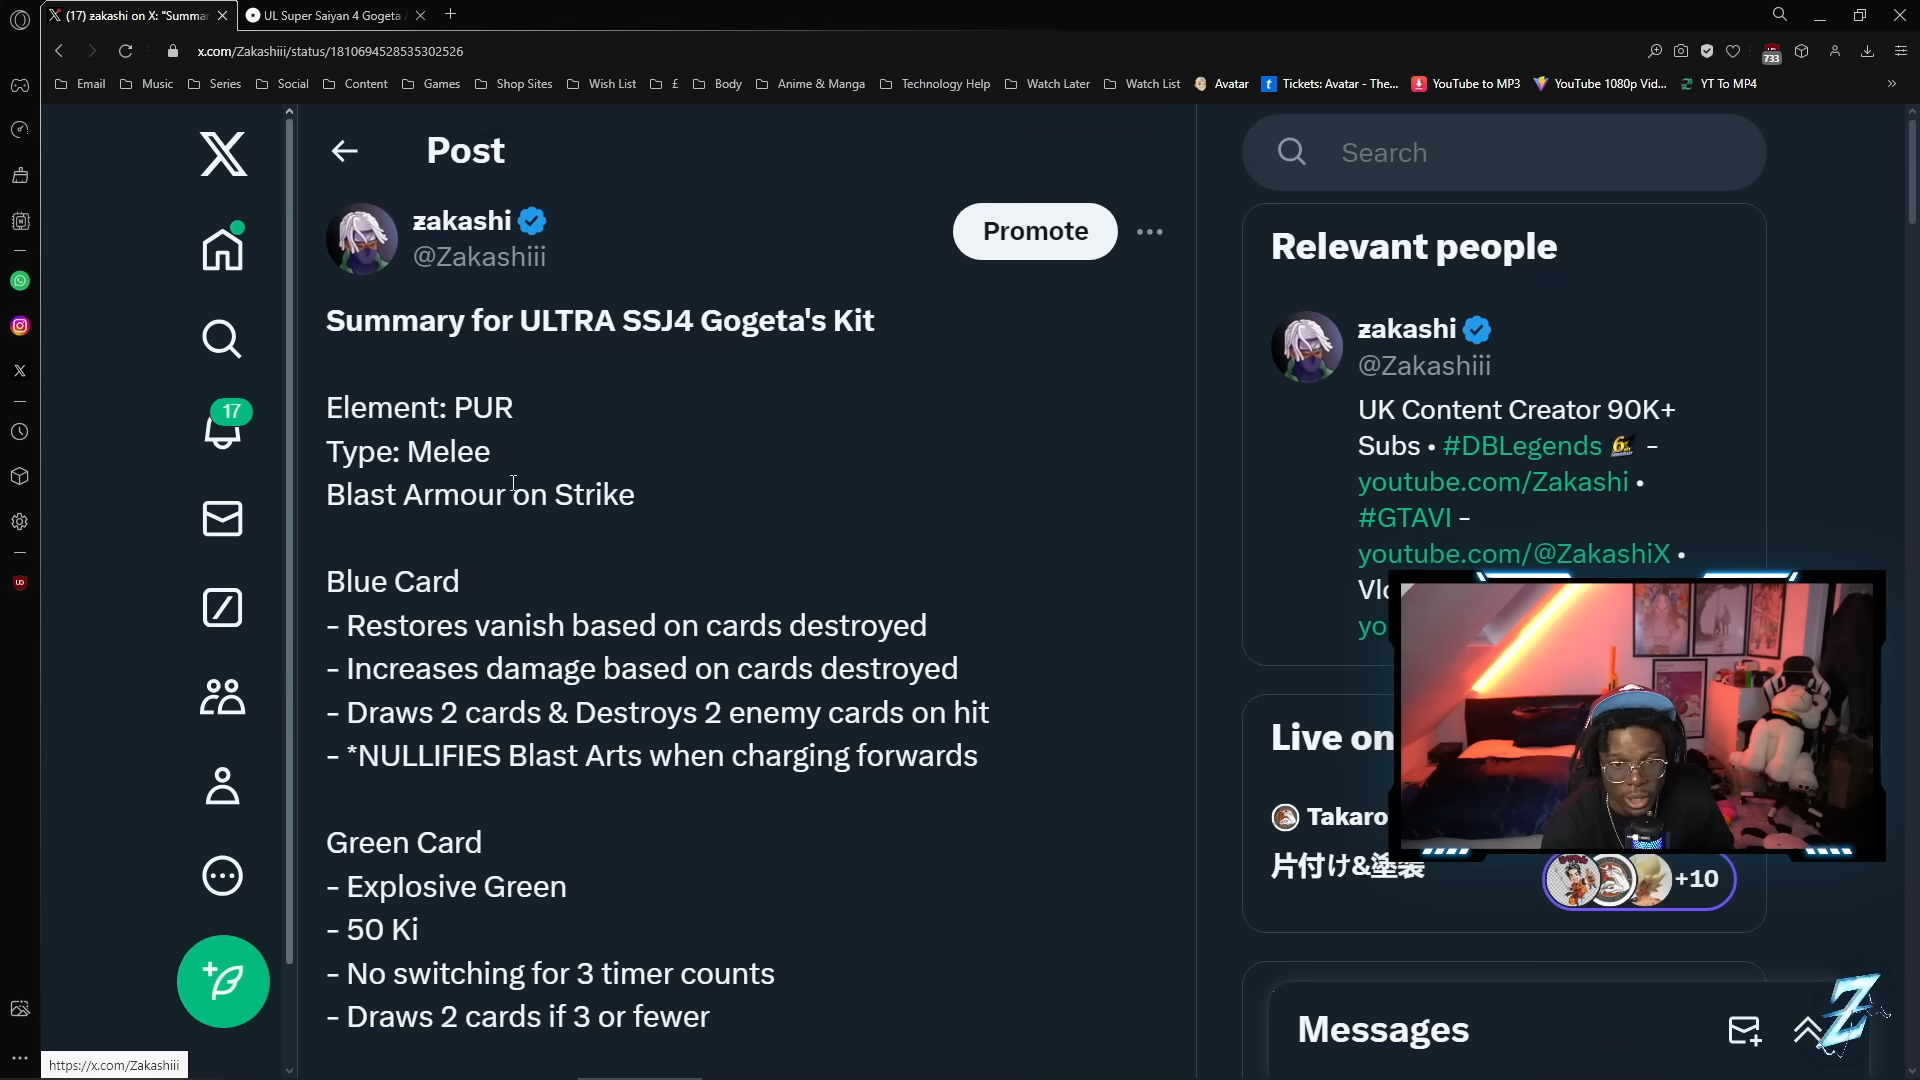 (17) zakashi on X: "Summar
UL Super Saiyan 4 Gogeta
x.com/Zakashiii/status/1810694528535302526
733
Email
Music
Series
Social
Content
Games
Shop Sites
Wish List
£
Body
Anime & Manga
Technology Help
Watch Later
Watch List
Avatar
Tickets: Avatar - The...
YouTube to MP3
YouTube 1080p Vid...
YT To MP4
Post
Search
ƶakashi
@Zakashiii
Promote
Summary for ULTRA SSJ4 Gogeta's Kit
Element: PUR
Type: Melee
Blast Armour on Strike
Blue Card
- Restores vanish based on cards destroyed
- Increases damage based on cards destroyed
- Draws 2 cards & Destroys 2 enemy cards on hit
- *NULLIFIES Blast Arts when charging forwards
Green Card
- Explosive Green
- 50 Ki
- No switching for 3 timer counts
- Draws 2 cards if 3 or fewer
17
Relevant people
ƶakashi
@Zakashiii
UK Content Creator 90K+
Subs • #DBLegends –
youtube.com/Zakashi •
#GTAVI –
youtube.com/@ZakashiX •
Live on
Takaro
片付け&塗装
+10
Messages
Z
https://x.com/Zakashiii